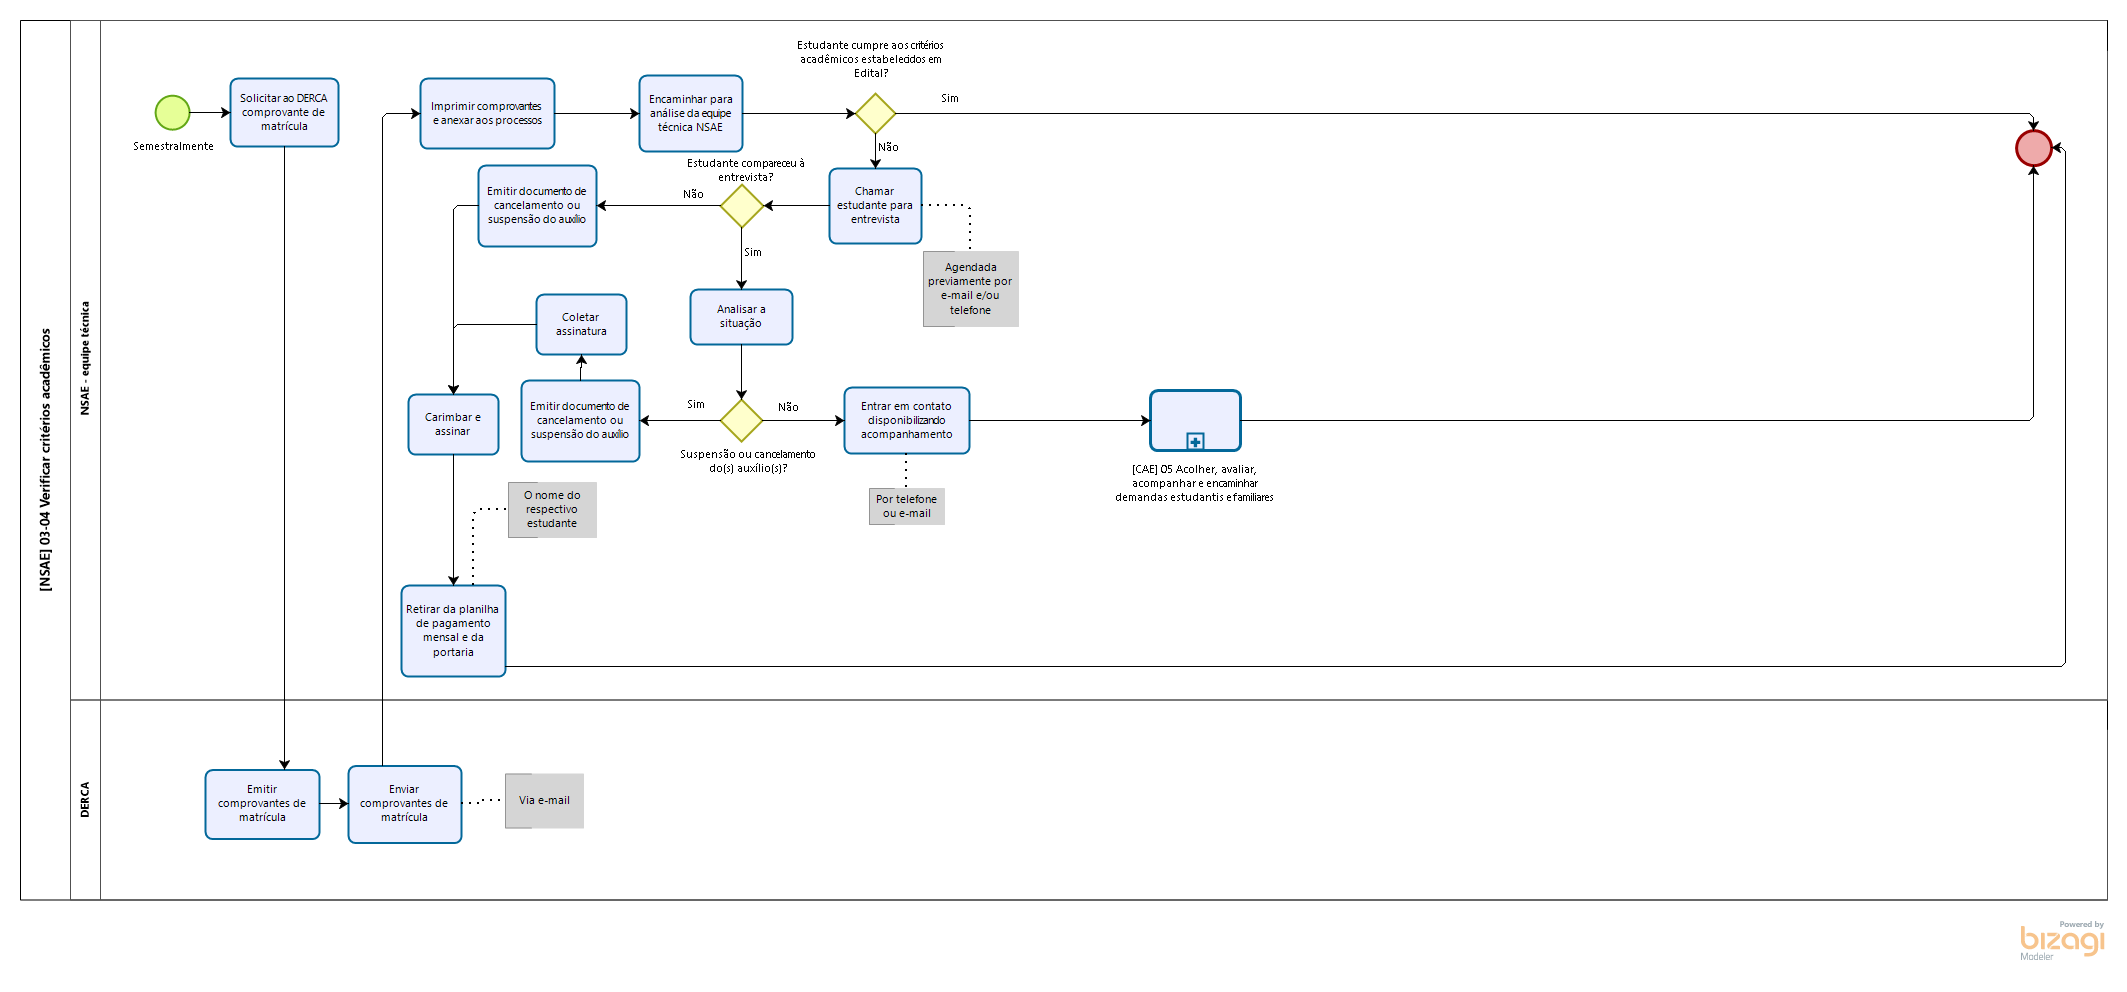 [NSAE] 03-04 Verificar critérios acadêmicos
NSAE - equipe técnica
Semestralmente
Solicitar ao DERCA
comprovante de
matrícula
Imprimir comprovantes
e anexar aos processos
Encaminhar para
análise da equipe
técnica NSAE
Estudante cumpre aos critérios
acadêmicos estabelecidos em
Edital?
Sim
Não
Chamar
estudante para
entrevista
Agendada
previamente por
e-mail e/ou
telefone
Estudante compareceu à
entrevista?
Não
Sim
Emitir documento de
cancelamento ou
suspensão do auxílio
Analisar a
situação
Coletar
assinatura
Suspensão ou cancelamento
do(s) auxílio(s)?
Sim
Não
Emitir documento de
cancelamento ou
suspensão do auxílio
Carimbar e
assinar
Entrar em contato
disponibilizando
acompanhamento
Por telefone
ou e-mail
[CAE] 05 Acolher, avaliar,
acompanhar e encaminhar
demandas estudantis e familiares
O nome do
respectivo
estudante
Retirar da planilha
de pagamento
mensal e da
portaria
DERCA
Emitir
comprovantes de
matrícula
Enviar
comprovantes de
matrícula
Via e-mail
Powered by
bizagi
Modeler